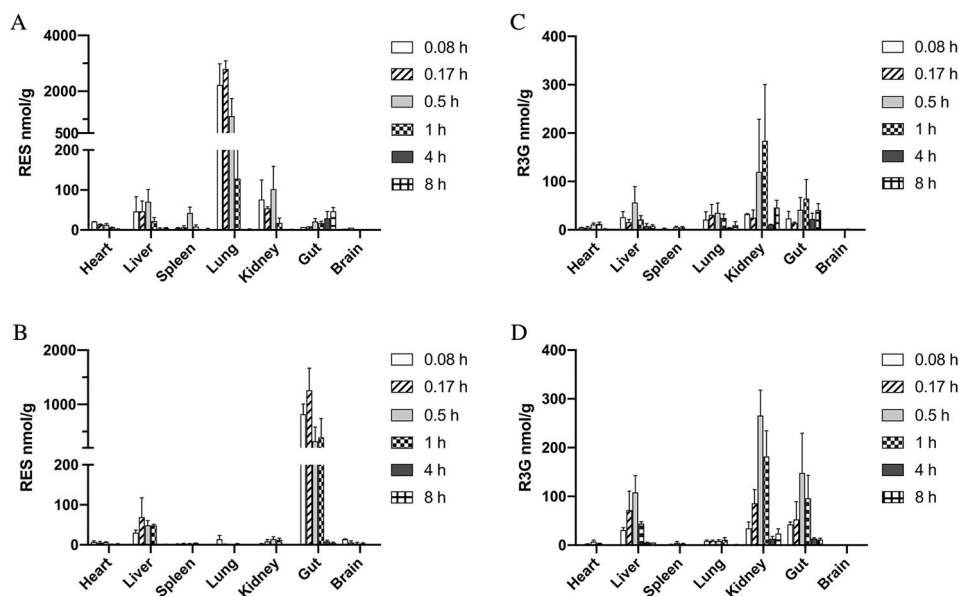 A
RES nmol/g
4000
2000
500
200
100
0
Heart
Liver
Spleen
Lung
Kidney
Gut
Brain
0.08 h
0.17 h
0.5 h
1 h
4 h
8 h
C
R3G nmol/g
400
300
200
100
0
Heart
Liver
Spleen
Lung
Kidney
Gut
Brain
0.08 h
0.17 h
0.5 h
1 h
4 h
8 h
B
RES nmol/g
2000
1000
200
100
0
Heart
Liver
Spleen
Lung
Kidney
Gut
Brain
0.08 h
0.17 h
0.5 h
1 h
4 h
8 h
D
R3G nmol/g
400
300
200
100
0
Heart
Liver
Spleen
Lung
Kidney
Gut
Brain
0.08 h
0.17 h
0.5 h
1 h
4 h
8 h